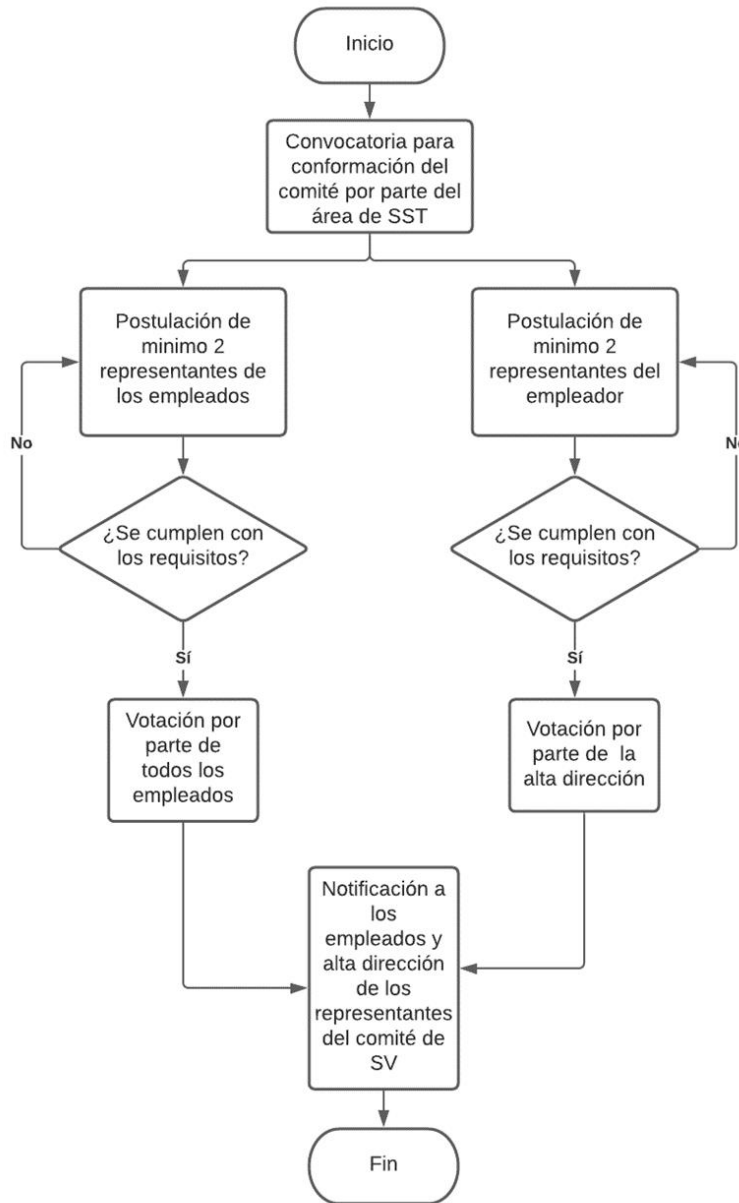 Inicio
Convocatoria para
conformación del
comité por parte del
área de SST
Postulación de
minimo 2
representantes de
los empleados
Postulación de
minimo 2
representantes del
empleador
No
No
¿Se cumplen con
los requisitos?
¿Se cumplen con
los requisitos?
Sí
Sí
Votación por
parte de
todos los
empleados
Votación por
parte de la
alta dirección
Notificación a
los
empleados y
alta dirección
de los
representantes
del comité de
SV
Fin